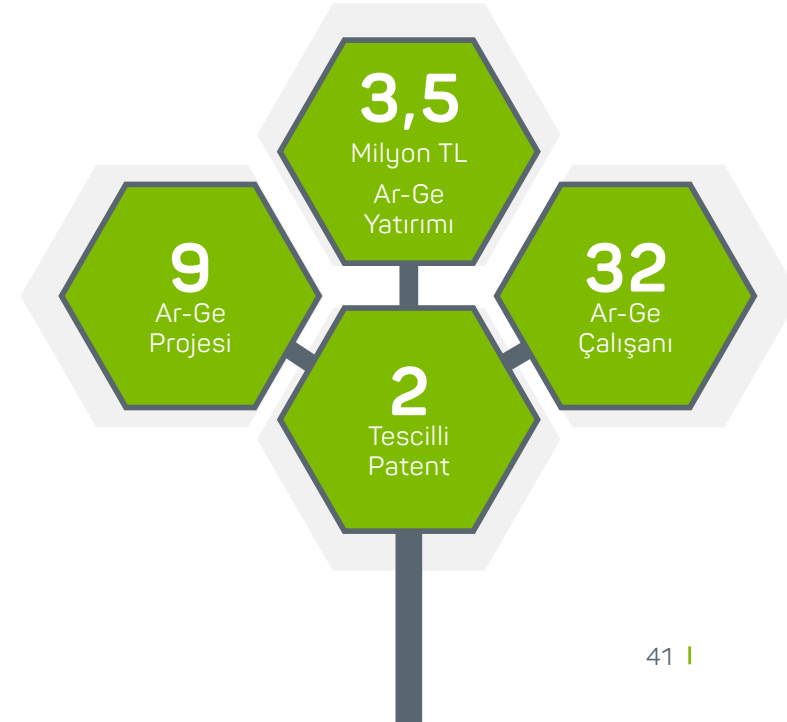 3,5
Milyon TL
Ar-Ge
Yatırımı
9
Ar-Ge
Projesi
32
Ar-Ge
Çalışanı
2
Tescilli
Patent
41